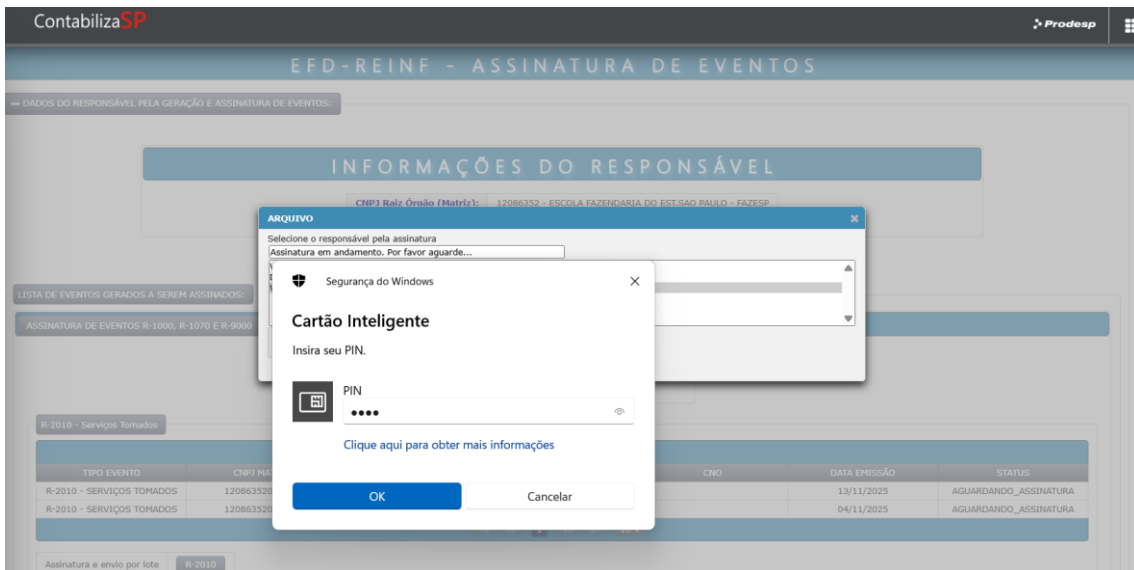 ContabilizaSP
Prodesp
EFD-REINF - ASSINATURA DE EVENTOS
DADOS DO RESPONSÁVEL PELA GERAÇÃO E ASSINATURA DE EVENTOS:
INFORMAÇÕES DO RESPONSÁVEL
CNPJ Raiz Órgão (Matriz): 12086352 - ESCOLA FAZENDARIA DO EST.SAO PAULO - FAZESP
ARQUIVO
Selecione o responsável pela assinatura
Assinatura em andamento. Por favor aguarde...
Segurança do Windows
Cartão Inteligente
Insira seu PIN.
PIN
••••
Clique aqui para obter mais informações
OK Cancelar
LISTA DE EVENTOS GERADOS A SEREM ASSINADOS:
ASSINATURA DE EVENTOS R-1000, R-1070 E R-9000
R-2010 - Serviços Tomados
TIPO EVENTO CNPJ MA CNO DATA EMISSÃO STATUS
R-2010 - SERVIÇOS TOMADOS 120863520 13/11/2025 AGUARDANDO_ASSINATURA
R-2010 - SERVIÇOS TOMADOS 120863520 04/11/2025 AGUARDANDO_ASSINATURA
Assinatura e envio por lote R-2010